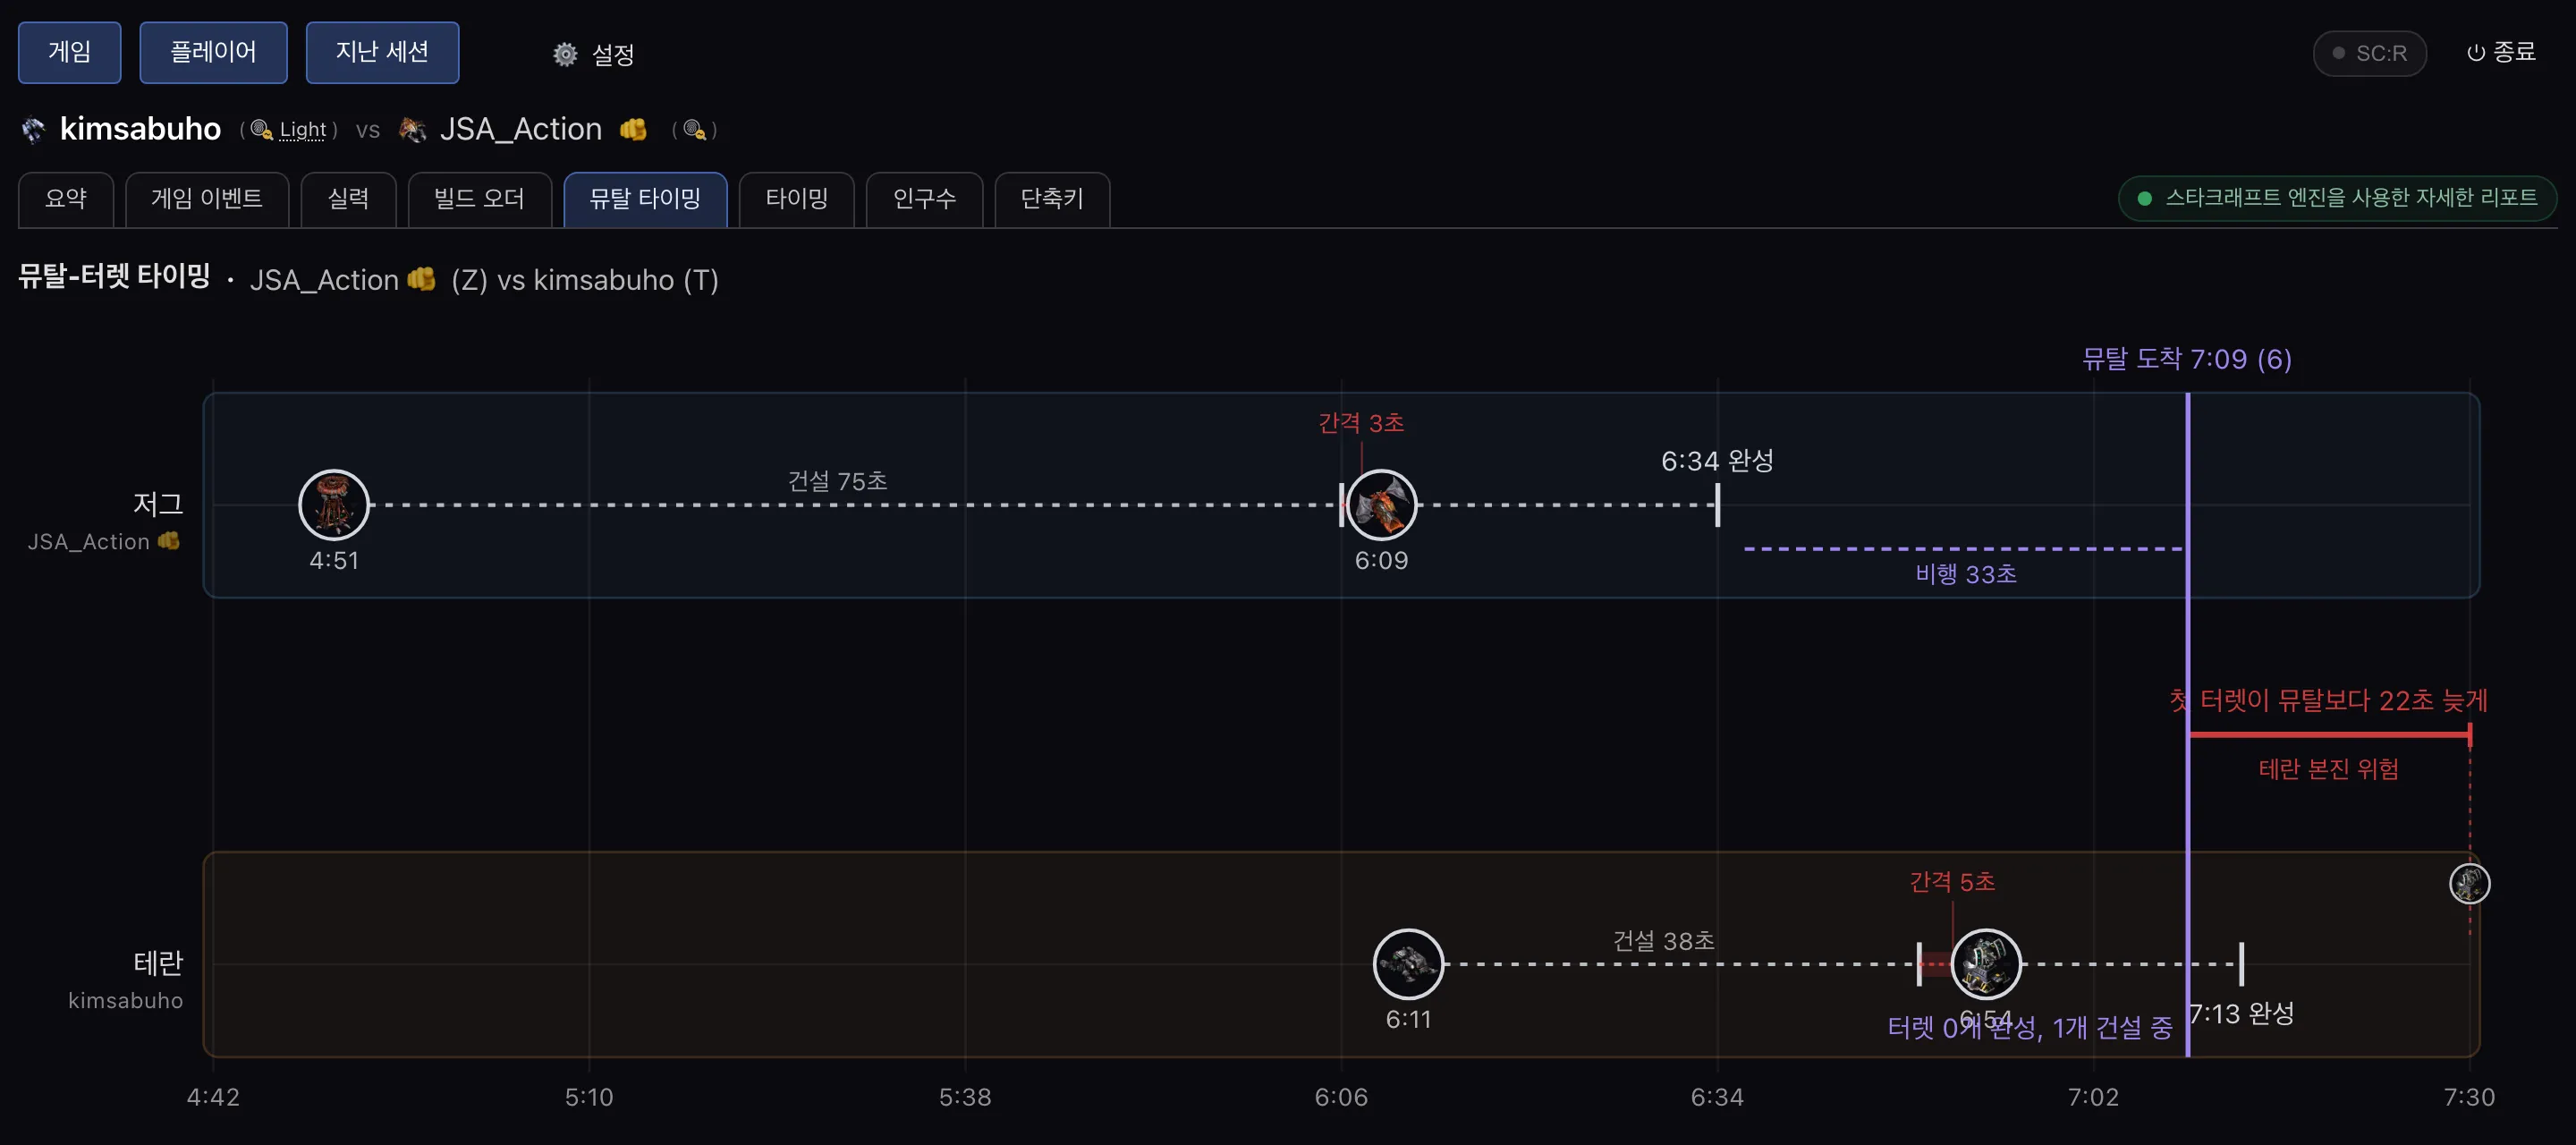 게임 플레이어 지난 세션 설정 SC:R 종료
kimsabuho (Light) vs JSA_Action ()
요약 게임 이벤트 실력 빌드 오더 뮤탈 타이밍 타이밍 인구수 단축키 스타크래프트 엔진을 사용한 자세한 리포트
뮤탈-터렛 타이밍 · JSA_Action (Z) vs kimsabuho (T)
뮤탈 도착 7:09 (6)
간격 3초
6:34 완성
건설 75초
저그
JSA_Action
4:51
6:09
비행 33초
첫 터렛이 뮤탈보다 22초 늦게
테란 본진 위험
간격 5초
건설 38초
테란
kimsabuho
6:11
6:54
7:13 완성
터렛 0개 완성, 1개 건설 중
4:42 5:10 5:38 6:06 6:34 7:02 7:30